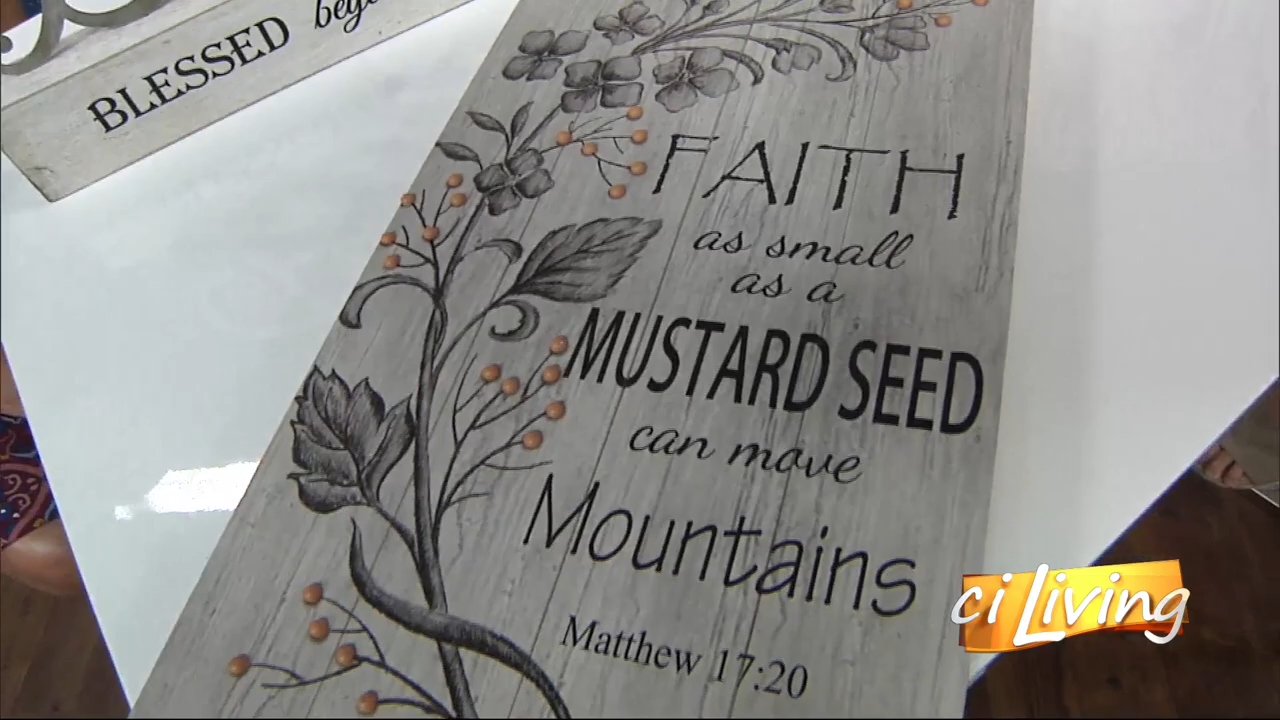 BLESSED
FAITH
as small
as a
MUSTARD SEED
can move
Mountains
Matthew 17:20
ci Living